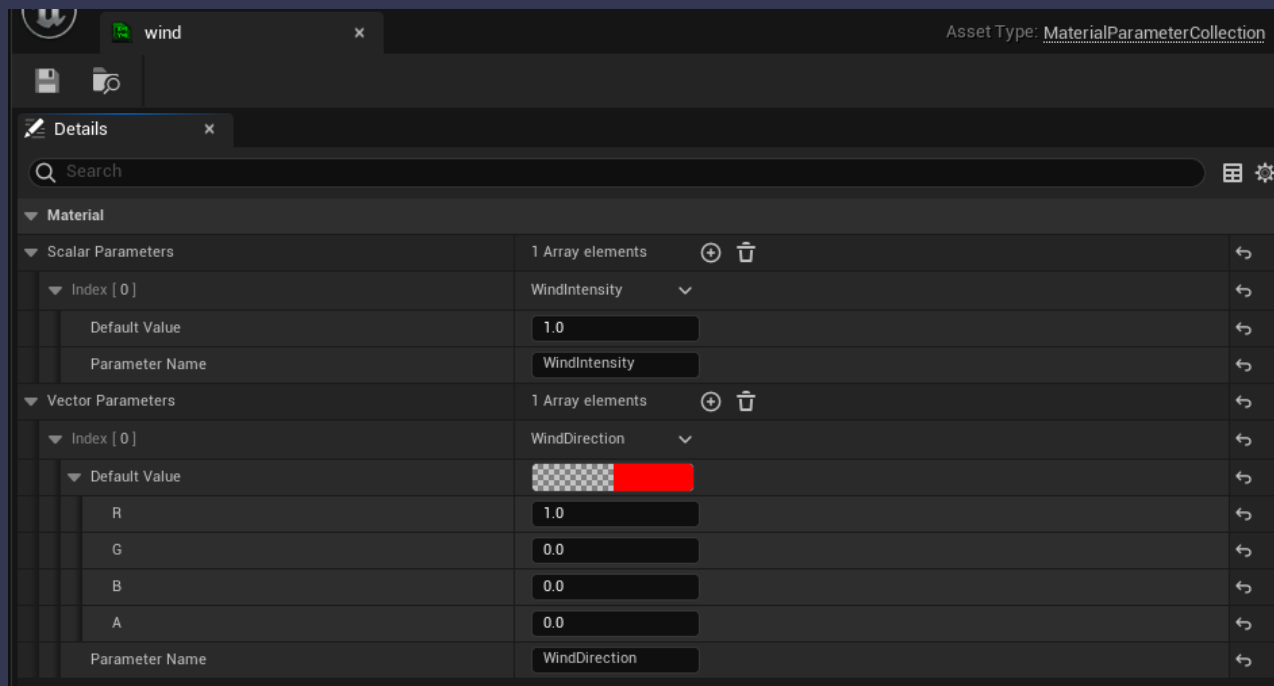 wind
Asset Type: MaterialParameterCollection
Details
Search
Material
Scalar Parameters 1 Array elements
Index [ 0 ] WindIntensity
Default Value 1.0
Parameter Name WindIntensity
Vector Parameters 1 Array elements
Index [ 0 ] WindDirection
Default Value
R 1.0
G 0.0
B 0.0
A 0.0
Parameter Name WindDirection